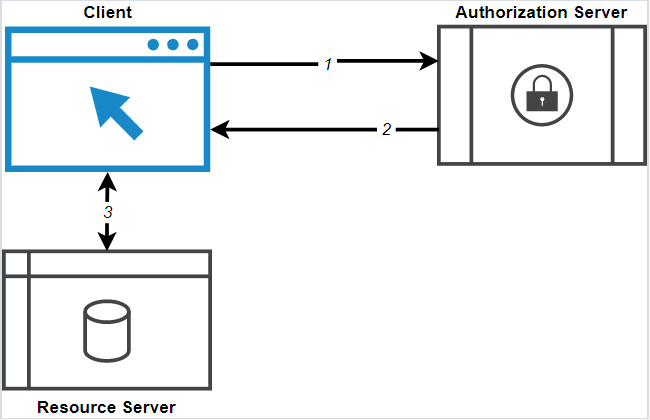 Client
Authorization Server
1
2
3
Resource Server